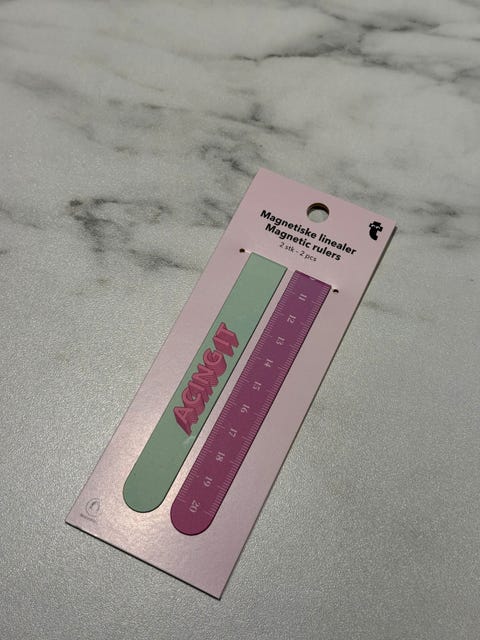 Magnetiske linealer
Magnetic rulers
2 stk - 2 pcs
AGING IT
11
12
13
14
15
16
17
18
19
20